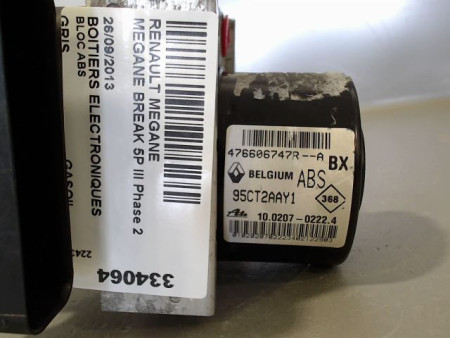 RENAULT MEGANE
MEGANE BREAK 5P III Phase 2
26/09/2013
BOITIERS ELECTRONIQUES
BLOC ABS
GRIS
GASOIL
334064
476606747R--A
BX
BELGIUM ABS
95CT2AAY1
368
10.0207-0222.4